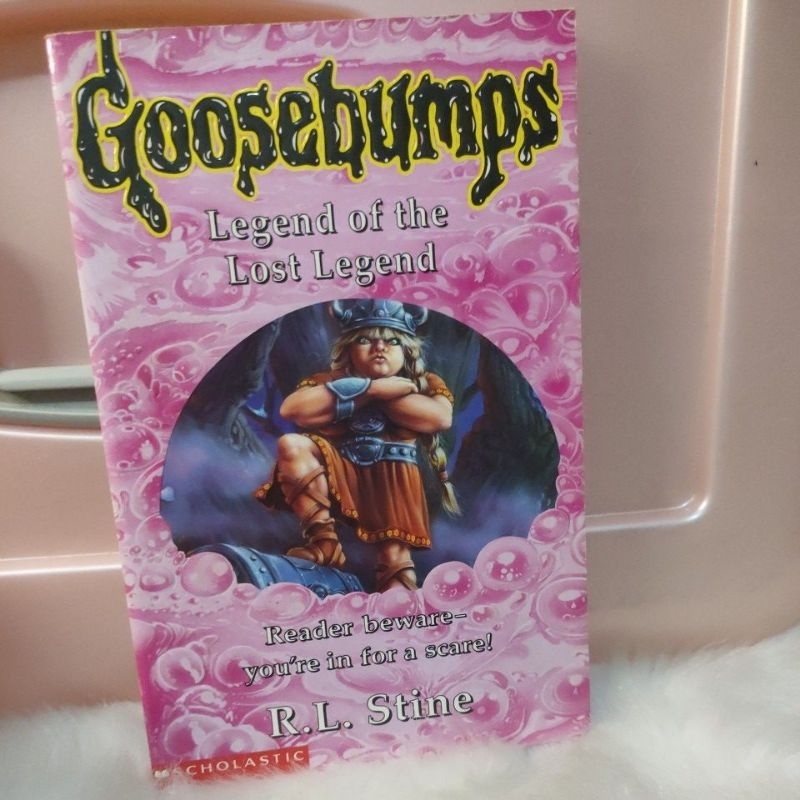 Goosebumps
Legend of the
Lost Legend
Reader beware–
you're in for a scare!
R.L. Stine
SCHOLASTIC